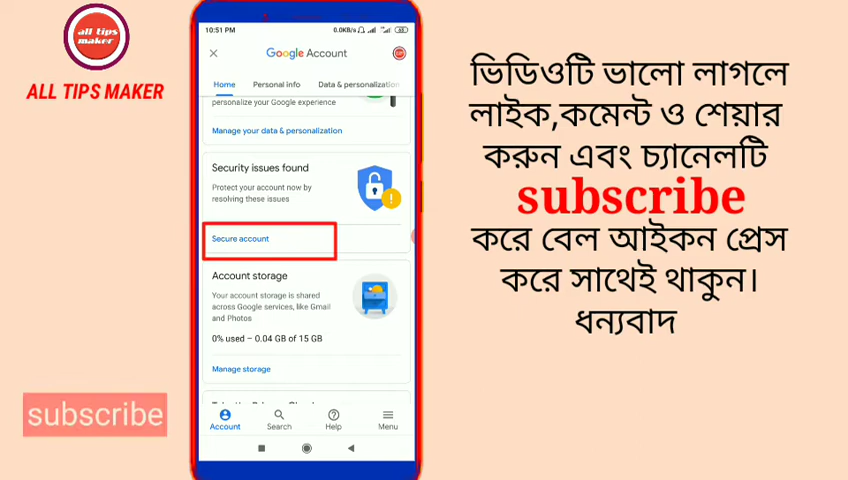 all tips
maker
ALL TIPS MAKER
10:51 PM
0.0KB/s
Google Account
Home Personal info Data & personalization
personalize your Google experience
Manage your data & personalization
Security issues found
Protect your account now by
resolving these issues
Secure account
Account storage
Your account storage is shared
across Google services, like Gmail
and Photos
0% used – 0.04 GB of 15 GB
Manage storage
Account Search Help Menu
subscribe
ভিডিওটি ভালো লাগলে
লাইক,কমেন্ট ও শেয়ার
করুন এবং চ্যানেলটি
subscribe
করে বেল আইকন প্রেস
করে সাথেই থাকুন।
ধন্যবাদ